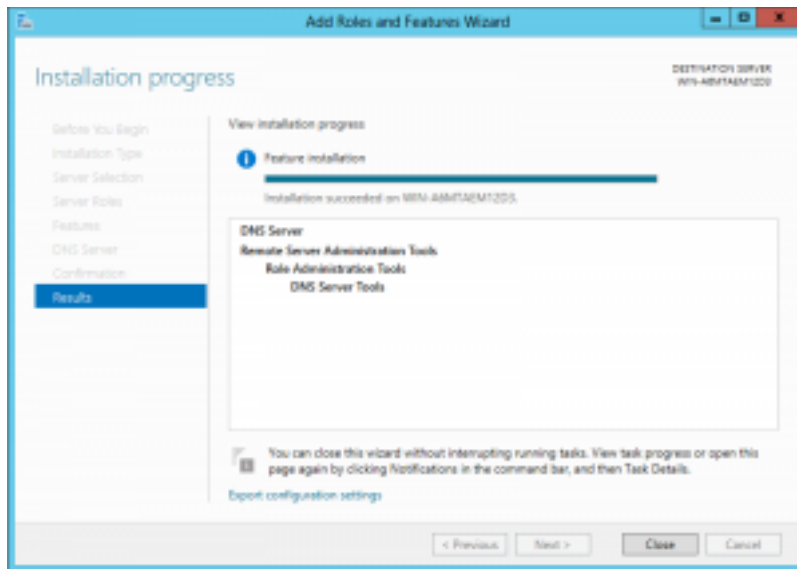 Add Roles and Features Wizard
Installation progress
DESTINATION SERVER
View installation progress
Before You Begin
Installation Type
Server Selection
Server Roles
Features
DNS Server
Confirmation
Results
Feature installation
Installation succeeded on
DNS Server
Remote Server Administration Tools
Role Administration Tools
DNS Server Tools
You can close this wizard without interrupting running tasks. View task progress or open this
page again by clicking Notifications in the command bar, and then Task Details.
Export configuration settings
< Previous
Next >
Close
Cancel